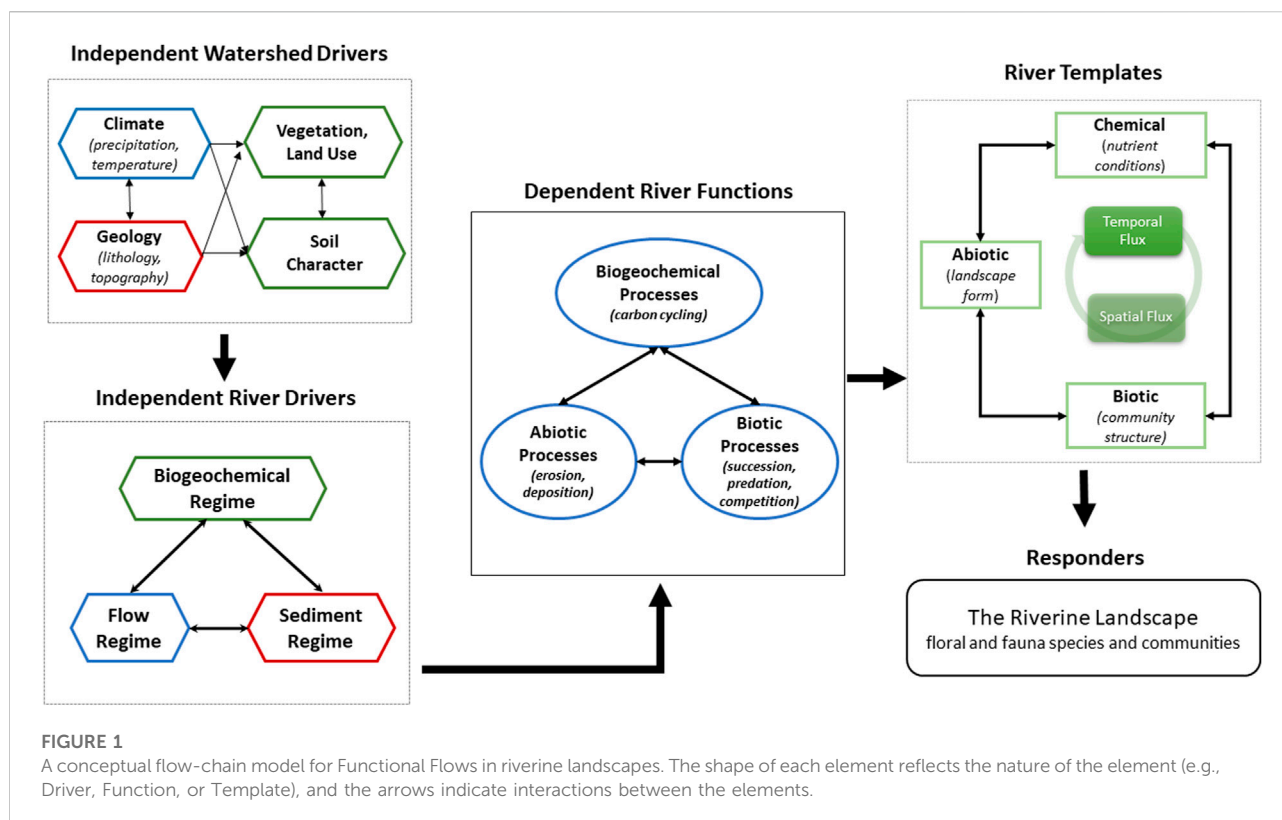 Independent Watershed Drivers
Climate
(precipitation,
temperature)
Vegetation,
Land Use
Geology
(lithology,
topography)
Soil
Character
Independent River Drivers
Biogeochemical
Regime
Flow
Regime
Sediment
Regime
Dependent River Functions
Biogeochemical
Processes
(carbon cycling)
Abiotic
Processes
(erosion,
deposition)
Biotic
Processes
(succession,
predation,
competition)
River Templates
Chemical
(nutrient
conditions)
Temporal
Flux
Abiotic
(landscape
form)
Spatial Flux
Biotic
(community
structure)
Responders
The Riverine Landscape
floral and fauna species and communities
FIGURE 1
A conceptual flow-chain model for Functional Flows in riverine landscapes. The shape of each element reflects the nature of the element (e.g.,
Driver, Function, or Template), and the arrows indicate interactions between the elements.